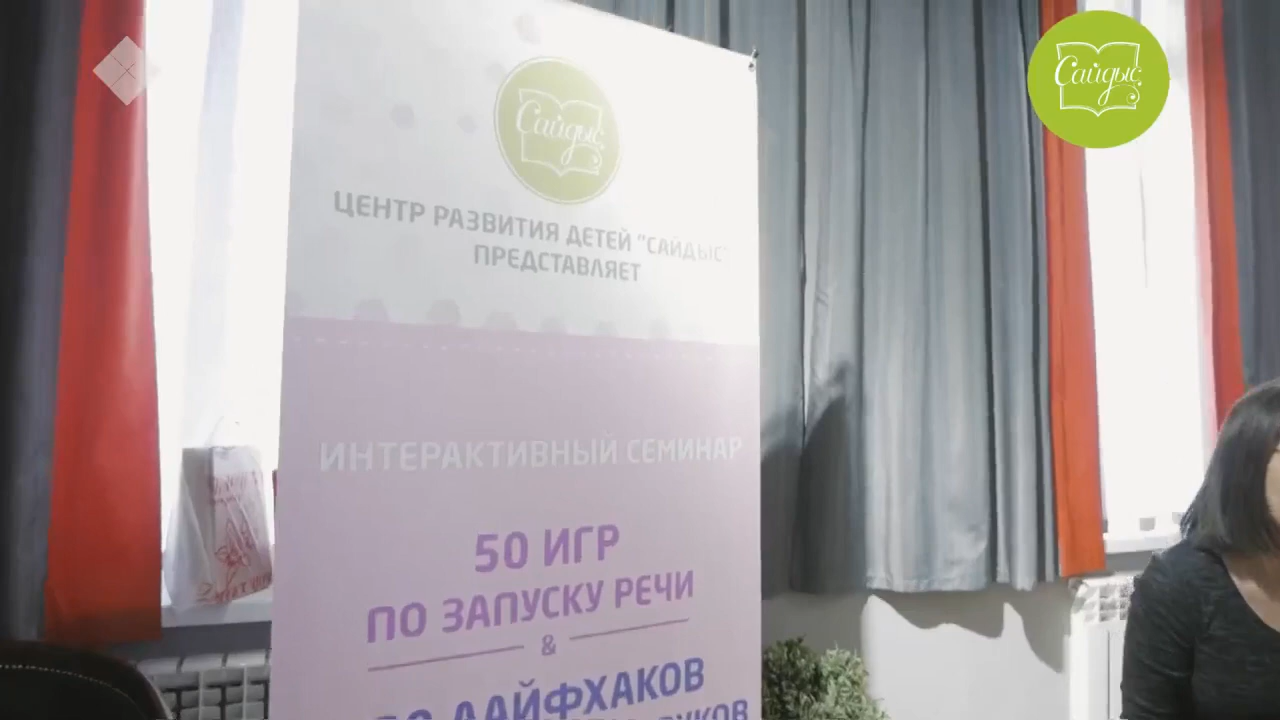 Сайдыс
Сайдыс
ЦЕНТР РАЗВИТИЯ ДЕТЕЙ "САЙДЫС"
ПРЕДСТАВЛЯЕТ
ИНТЕРАКТИВНЫЙ СЕМИНАР
50 ИГР
ПО ЗАПУСКУ РЕЧИ
&
ЛАЙФХАКОВ